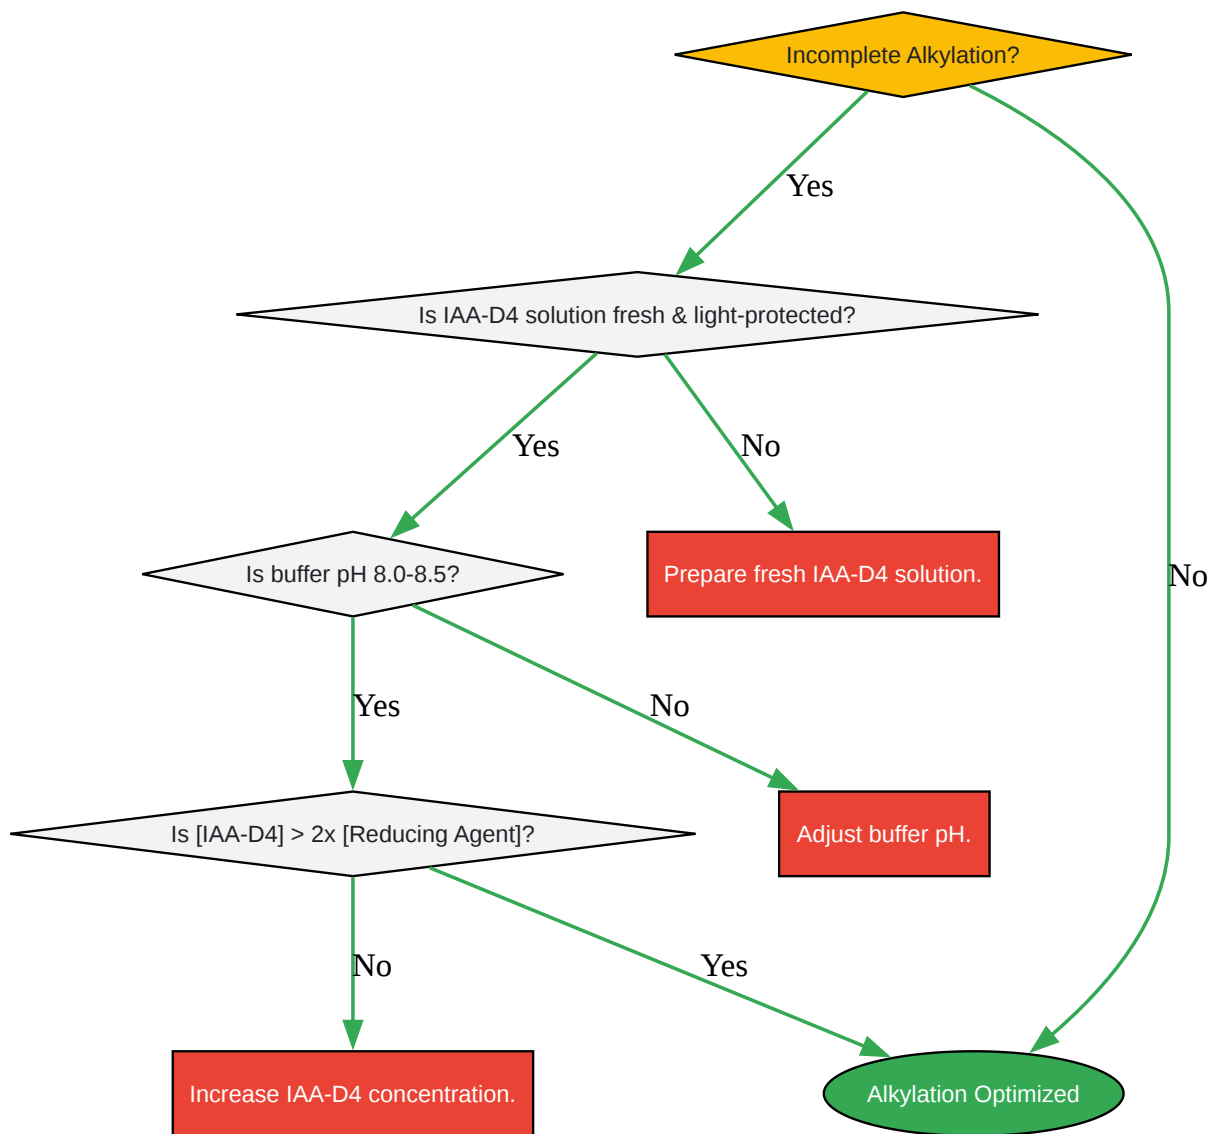 Incomplete Alkylation?
Yes
Is IAA-D4 solution fresh & light-protected?
Yes
No
Is buffer pH 8.0-8.5?
Prepare fresh IAA-D4 solution.
No
Yes
No
Is [IAA-D4] > 2x [Reducing Agent]?
Adjust buffer pH.
No
Yes
Increase IAA-D4 concentration.
Alkylation Optimized